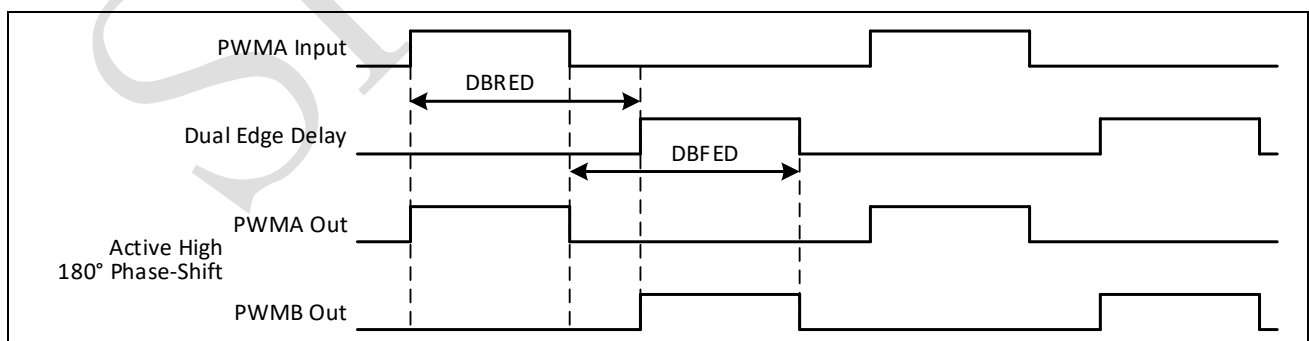 PWMA Input
DBRED
Dual Edge Delay
DBFED
PWMA Out
Active High
180° Phase-Shift
PWMB Out